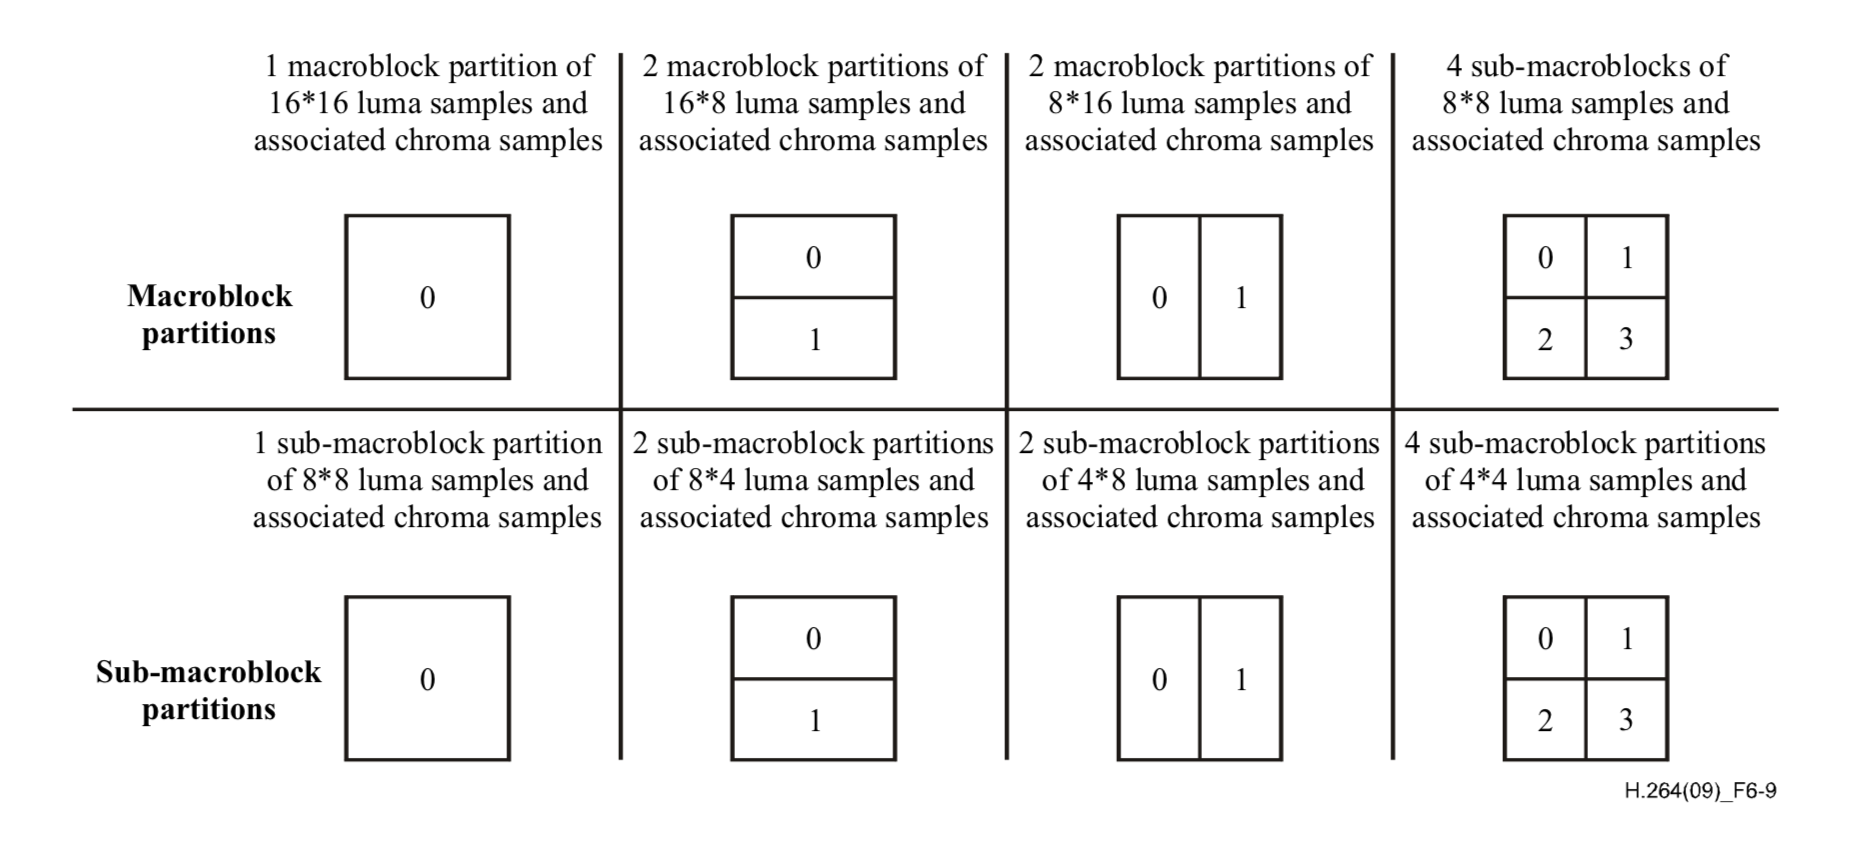 1 macroblock partition of
16*16 luma samples and
associated chroma samples
2 macroblock partitions of
16*8 luma samples and
associated chroma samples
2 macroblock partitions of
8*16 luma samples and
associated chroma samples
4 sub-macroblocks of
8*8 luma samples and
associated chroma samples
Macroblock
partitions
0
0
1
0 1
0 1
2 3
1 sub-macroblock partition
of 8*8 luma samples and
associated chroma samples
2 sub-macroblock partitions
of 8*4 luma samples and
associated chroma samples
2 sub-macroblock partitions
of 4*8 luma samples and
associated chroma samples
4 sub-macroblock partitions
of 4*4 luma samples and
associated chroma samples
Sub-macroblock
partitions
0
0
1
0 1
0 1
2 3
H.264(09)_F6-9